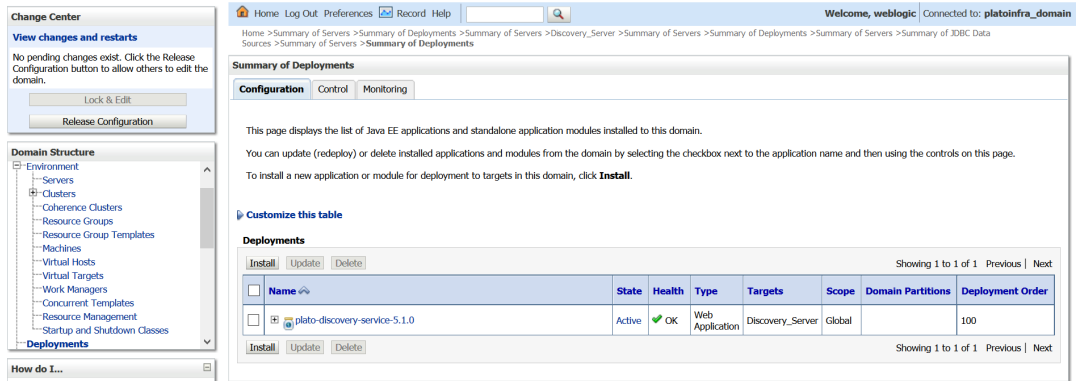 Change Center
View changes and restarts
No pending changes exist. Click the Release
Configuration button to allow others to edit the
domain.
Lock & Edit
Release Configuration
Domain Structure
Environment
Servers
Clusters
Coherence Clusters
Resource Groups
Resource Group Templates
Machines
Virtual Hosts
Virtual Targets
Work Managers
Concurrent Templates
Resource Management
Startup and Shutdown Classes
Deployments
How do I...
Home Log Out Preferences Record Help
Welcome, weblogic Connected to: platoinfra_domain
Home >Summary of Servers >Summary of Deployments >Summary of Servers >Discovery_Server >Summary of Servers >Summary of Deployments >Summary of Servers >Summary of JDBC Data
Sources >Summary of Servers >Summary of Deployments
Summary of Deployments
Configuration Control Monitoring
This page displays the list of Java EE applications and standalone application modules installed to this domain.
You can update (redeploy) or delete installed applications and modules from the domain by selecting the checkbox next to the application name and then using the controls on this page.
To install a new application or module for deployment to targets in this domain, click Install.
Customize this table
Deployments
Install Update Delete Showing 1 to 1 of 1 Previous | Next
Name State Health Type Targets Scope Domain Partitions Deployment Order
plato-discovery-service-5.1.0 Active OK Web Application Discovery_Server Global 100
Install Update Delete Showing 1 to 1 of 1 Previous | Next